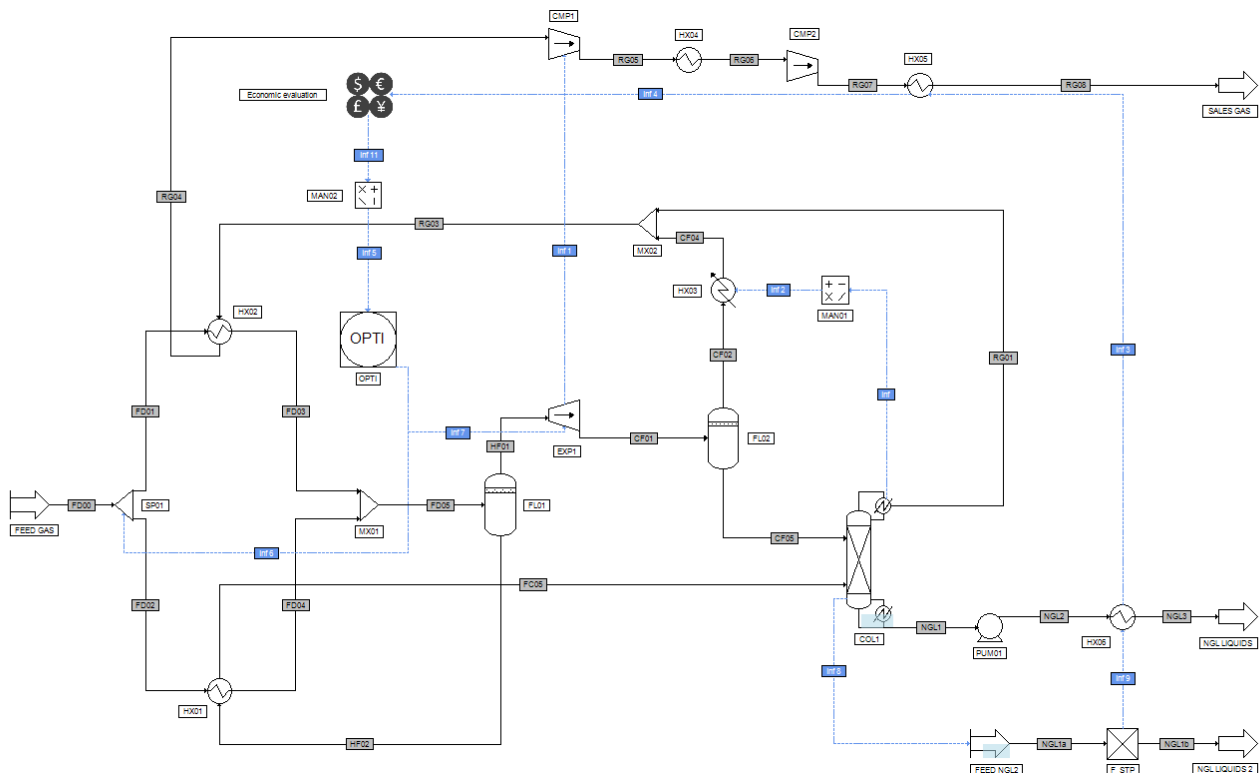 CMP1
HX04
CMP2
HX05
RG05
RG06
RG07
RG08
SALES GAS
Economic evaluation
$ €
£ ¥
Inf 4
Inf 11
MAN02
RG04
RG03
MX02
CF04
Inf 5
Inf 1
HX03
Inf 2
MAN01
HX02
OPTI
OPTI
CF02
RG01
Inf 3
FD01
FD03
Inf
Inf 7
HF01
EXP1
CF01
FL02
FD00
SP01
FEED GAS
MX01
FD05
FL01
CF05
Inf 6
FC05
FD02
FD04
COL1
NGL1
PUM01
NGL2
HX06
NGL3
NGL LIQUIDS
Inf 8
Inf 9
HX01
HF02
FEED NGL2
NGL1a
F_STP
NGL1b
NGL LIQUIDS 2